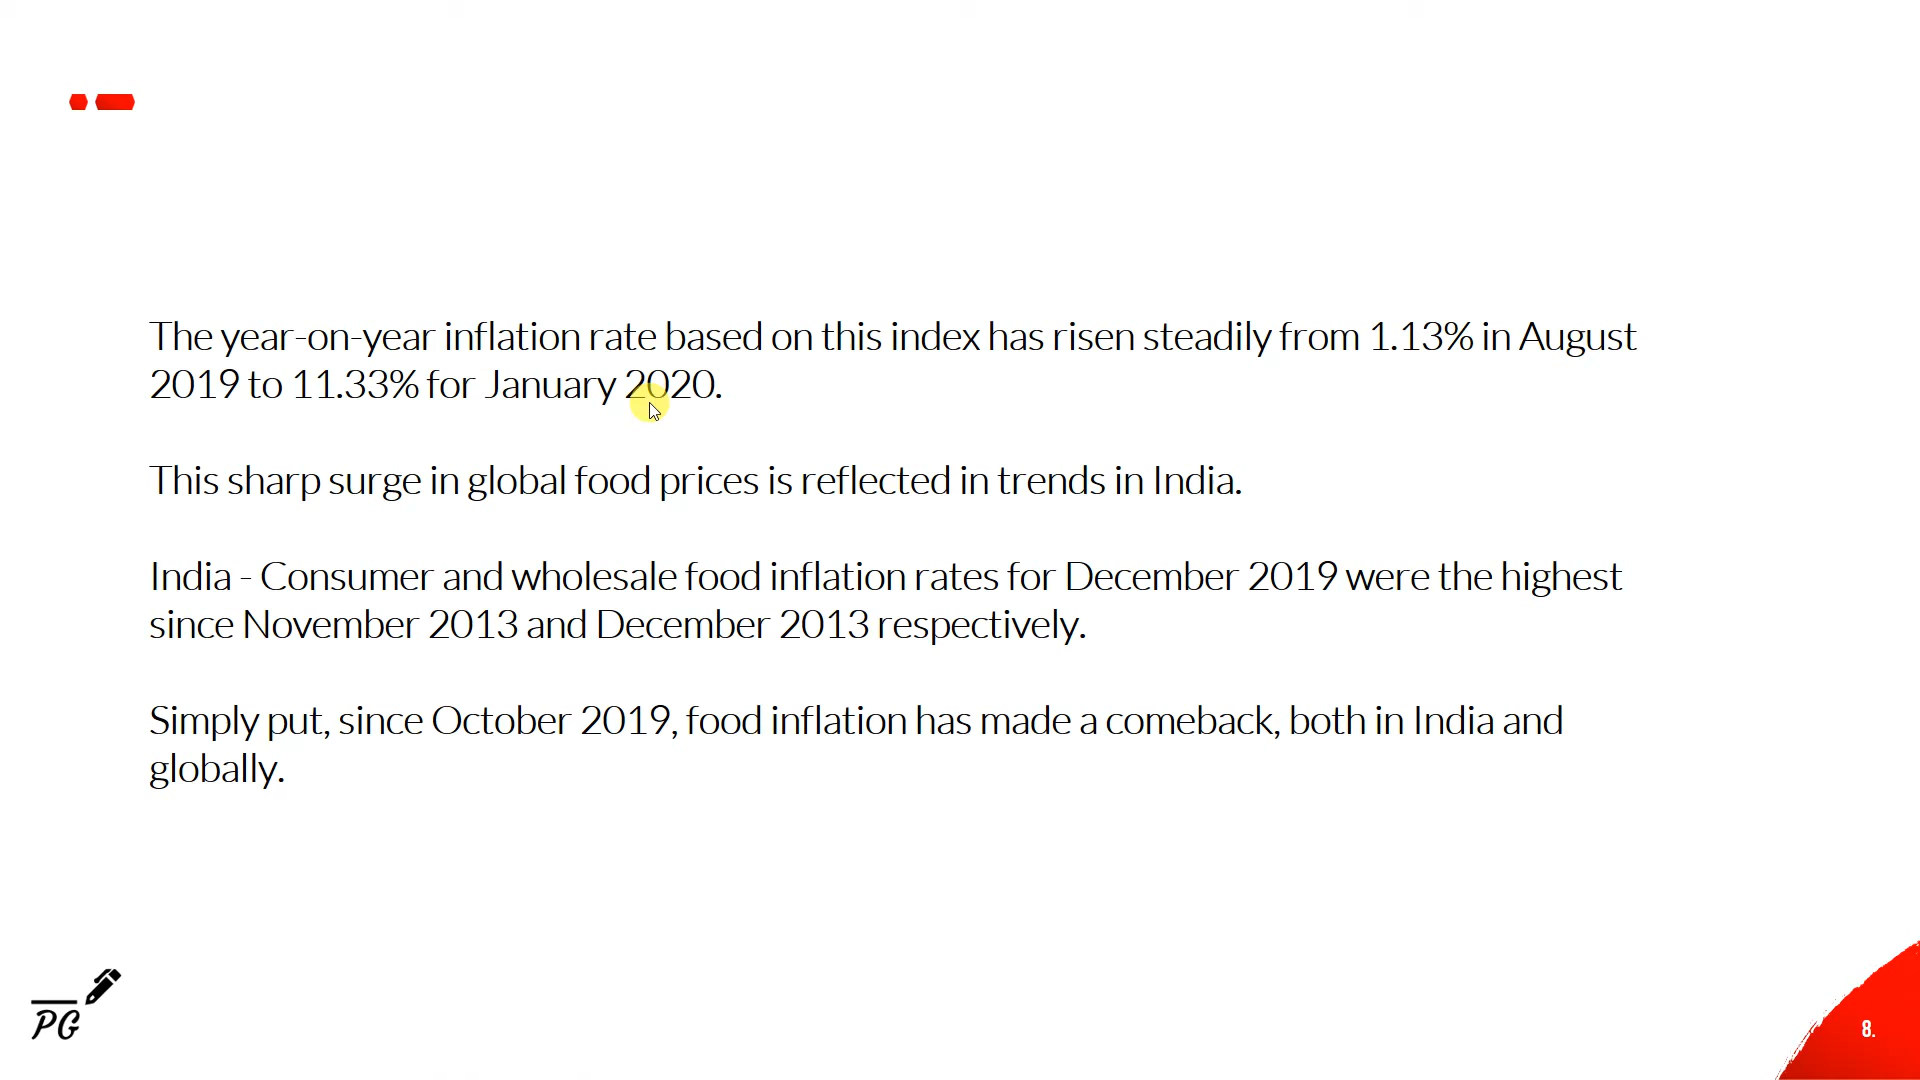 The year-on-year inflation rate based on this index has risen steadily from 1.13% in August
2019 to 11.33% for January 2020.
This sharp surge in global food prices is reflected in trends in India.
India - Consumer and wholesale food inflation rates for December 2019 were the highest
since November 2013 and December 2013 respectively.
Simply put, since October 2019, food inflation has made a comeback, both in India and
globally.
PG
8.